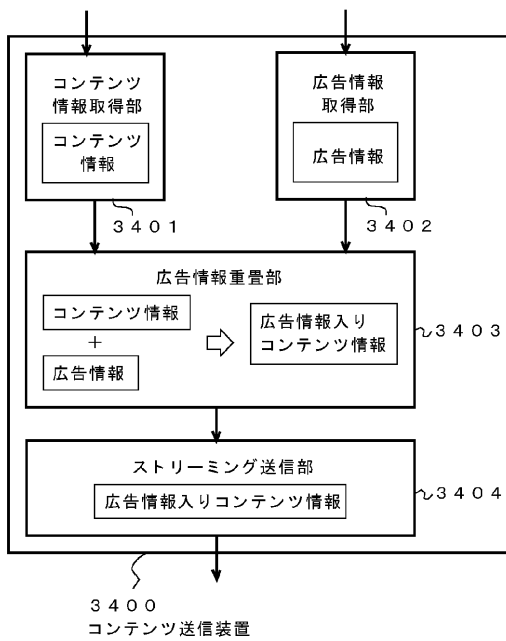 コンテンツ
情報取得部
コンテンツ
情報
3401
広告情報
取得部
広告情報
3402
広告情報重畳部
コンテンツ情報
+
広告情報
広告情報入り
コンテンツ情報
3403
ストリーミング送信部
広告情報入りコンテンツ情報
3404
3400
コンテンツ送信装置